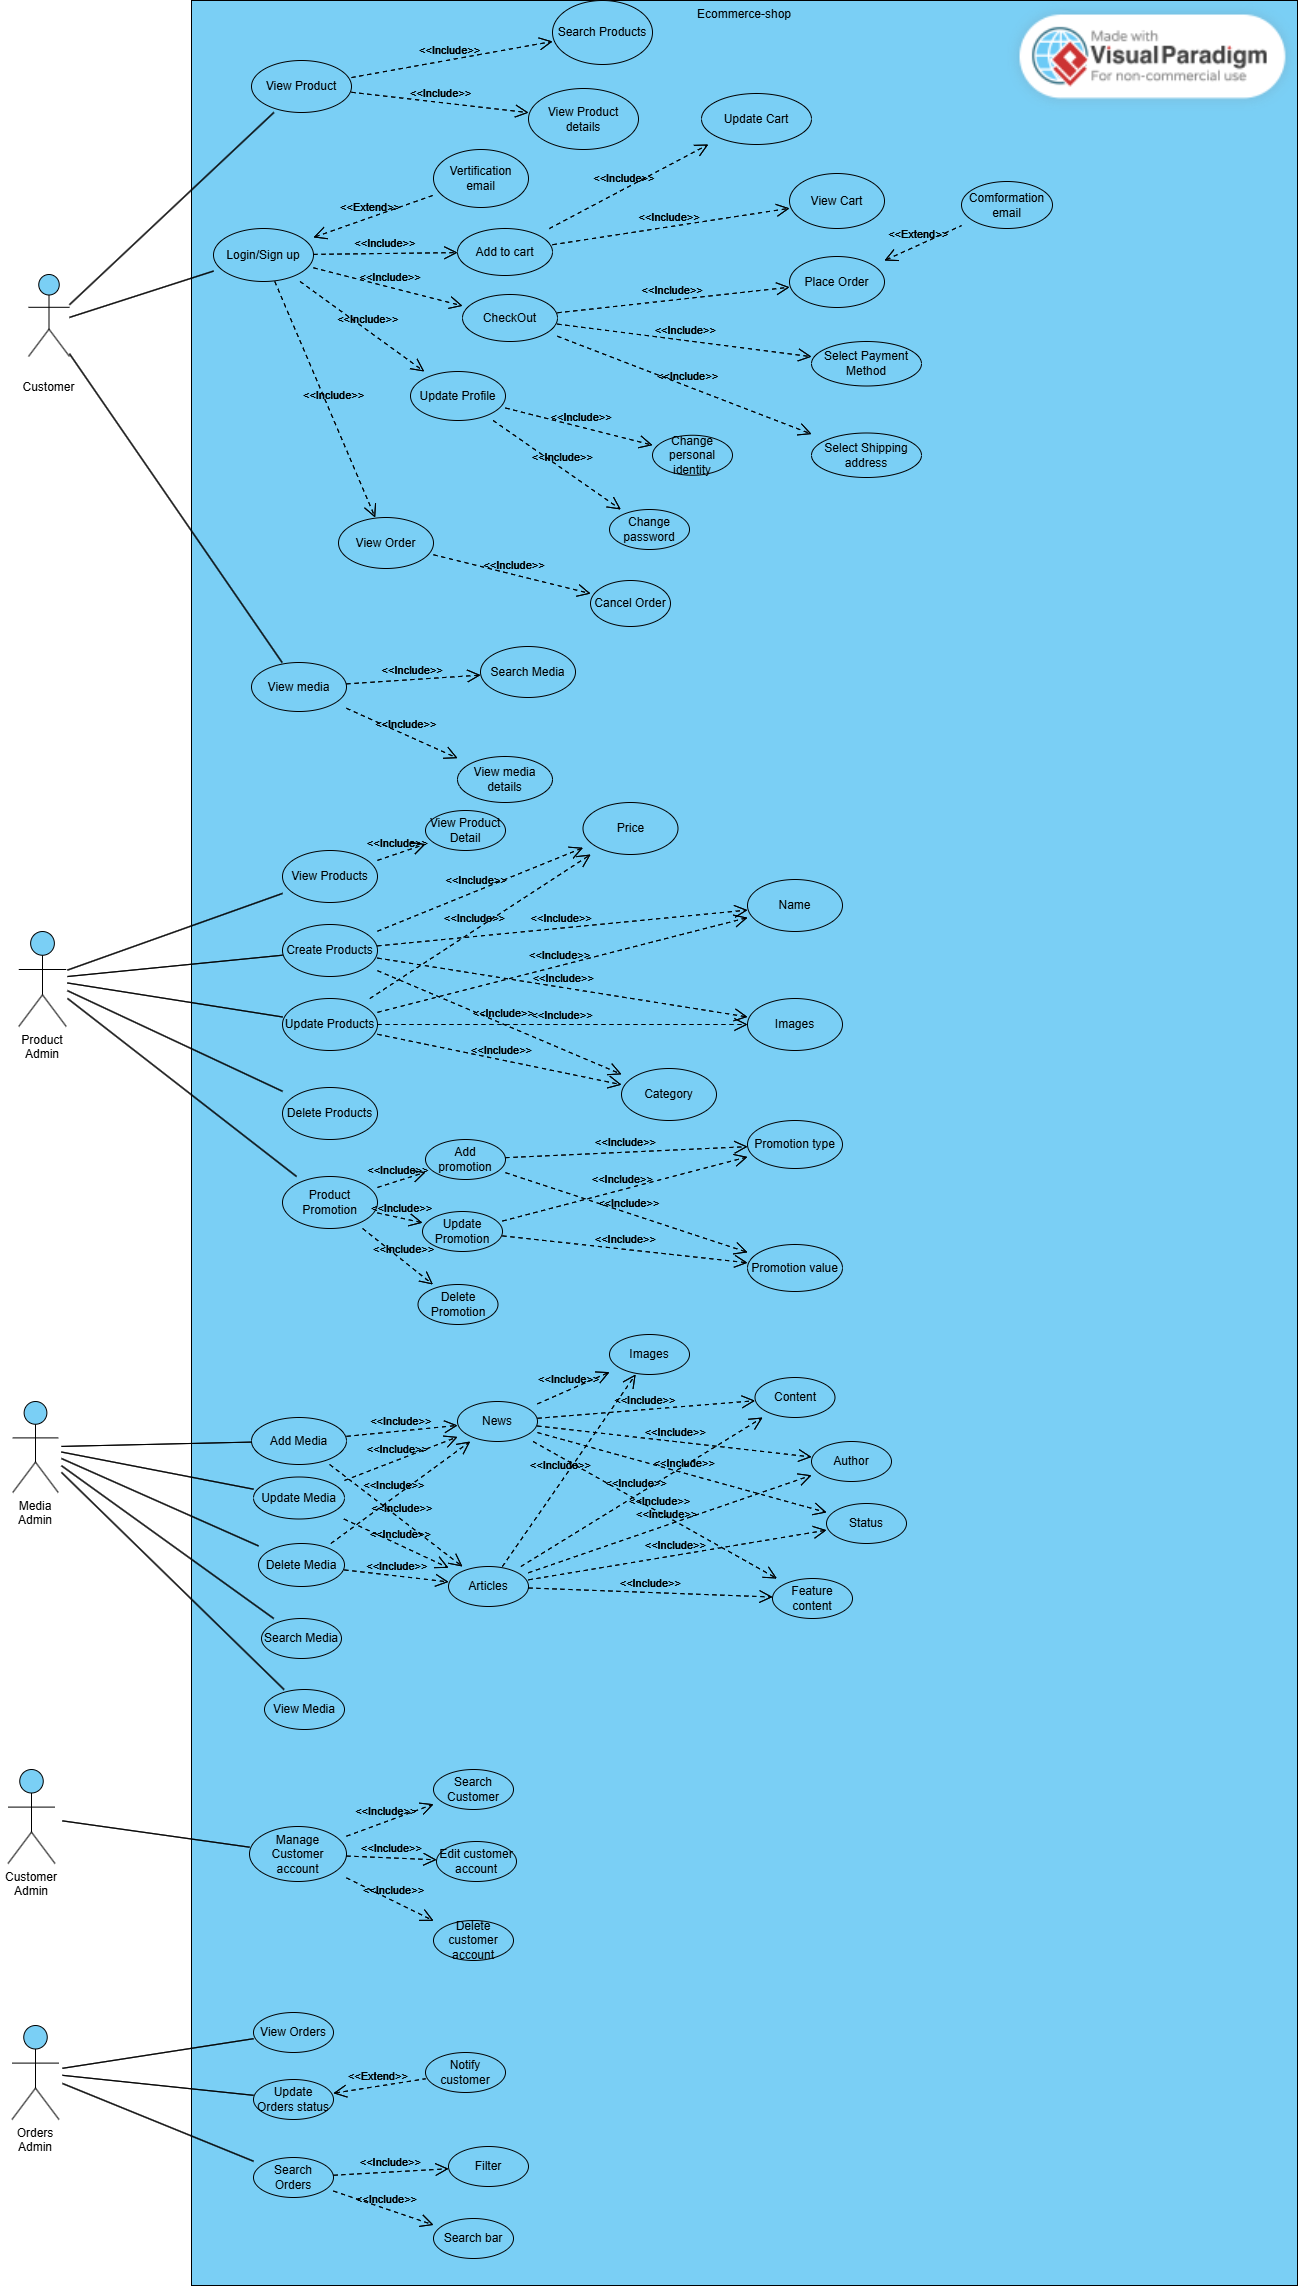 Ecommerce-shop
Made with
Visual Paradigm
For non-commercial use
Search Products
<<Include>>
View Product
<<Include>>
View Product
details
Update Cart
Vertification
email
<<Include>>
<<Extend>>
View Cart
Comformation
email
<<Include>>
<<Extend>>
Login/Sign up
<<Include>>
Add to cart
<<Include>>
Place Order
<<Include>>
CheckOut
<<Include>>
<<Include>>
Select Payment
Method
<<Include>>
Customer
<<Include>>
Update Profile
<<Include>>
Change
personal
identity
Select Shipping
address
<<Include>>
Change
password
View Order
<<Include>>
Cancel Order
View media
<<Include>>
Search Media
<<Include>>
View media
details
View Product
Detail
<<Include>>
Price
View Products
<<Include>>
Name
<<Include>>
<<Include>>
Create Products
<<Include>>
<<Include>>
Update Products
<<Include>>
<<Include>>
Images
Product
Admin
<<Include>>
Category
Delete Products
Add
promotion
<<Include>>
Promotion type
<<Include>>
<<Include>>
Product
Promotion
<<Include>>
<<Include>>
Update
Promotion
<<Include>>
Promotion value
<<Include>>
Delete
Promotion
Images
<<Include>>
Content
<<Include>>
News
<<Include>>
<<Include>>
Author
Add Media
<<Include>>
<<Include>>
<<Include>>
<<Include>>
<<Include>>
Update Media
<<Include>>
<<Include>>
<<Include>>
Status
Media
Admin
<<Include>>
<<Include>>
Delete Media
<<Include>>
Articles
<<Include>>
Feature
content
Search Media
View Media
Search
Customer
<<Include>>
Manage
Customer
account
<<Include>>
Edit customer
account
Customer
Admin
<<Include>>
Delete
customer
account
View Orders
Notify
customer
<<Extend>>
Update
Orders status
Orders
Admin
Search
Orders
<<Include>>
Filter
<<Include>>
Search bar